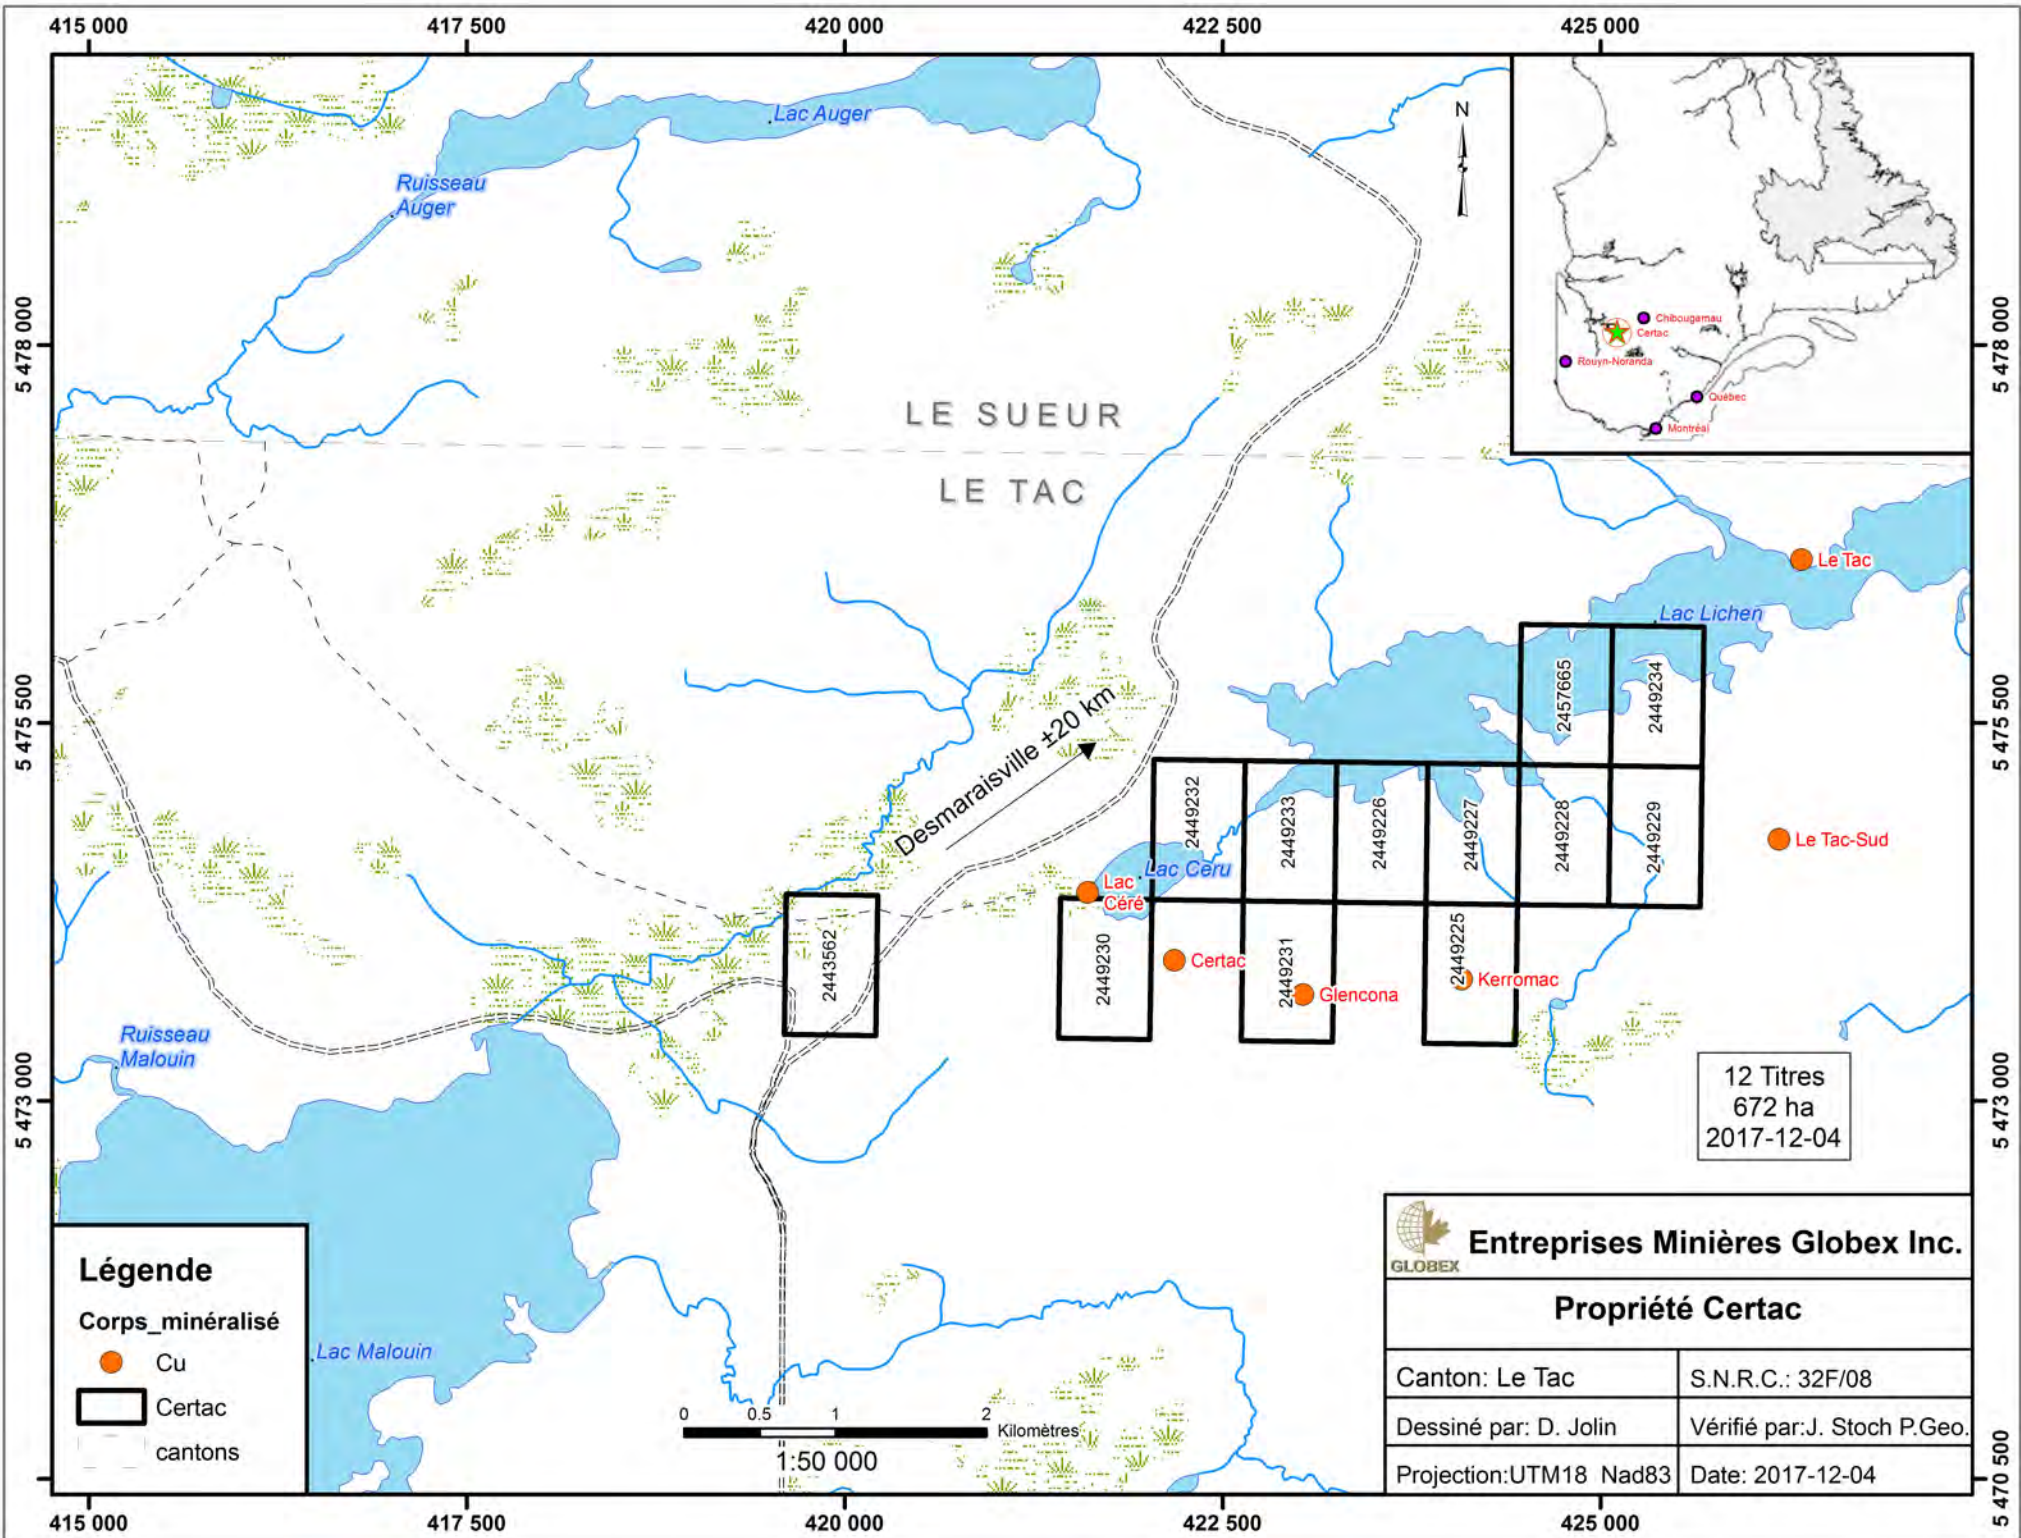 415 000
417 500
420 000
422 500
425 000
5 478 000
5 475 500
5 473 000
5 478 000
5 475 500
5 473 000
5 470 500
Lac Auger
Ruisseau
Auger
N
Chibougamau
Certac
Rouyn-Noranda
Québec
Montréal
LE SUEUR
LE TAC
Le Tac
Lac Lichen
2457665
2449234
Desmaraisville ±20 km
2449232
2449233
2449226
2449227
2449228
2449229
Le Tac-Sud
Lac Ceru
Lac
Céré
2443562
2449230
Certac
2449231
Glencona
2449225
Kerromac
Ruisseau
Malouin
12 Titres
672 ha
2017-12-04
Légende
Corps_minéralisé
Cu
Certac
cantons
Lac Malouin
0 0.5 1 2
Kilomètres
1:50 000
GLOBEX
Entreprises Minières Globex Inc.
Propriété Certac
Canton: Le Tac
S.N.R.C.: 32F/08
Dessiné par: D. Jolin
Vérifié par:J. Stoch P.Geo.
Projection:UTM18 Nad83
Date: 2017-12-04
415 000
417 500
420 000
422 500
425 000